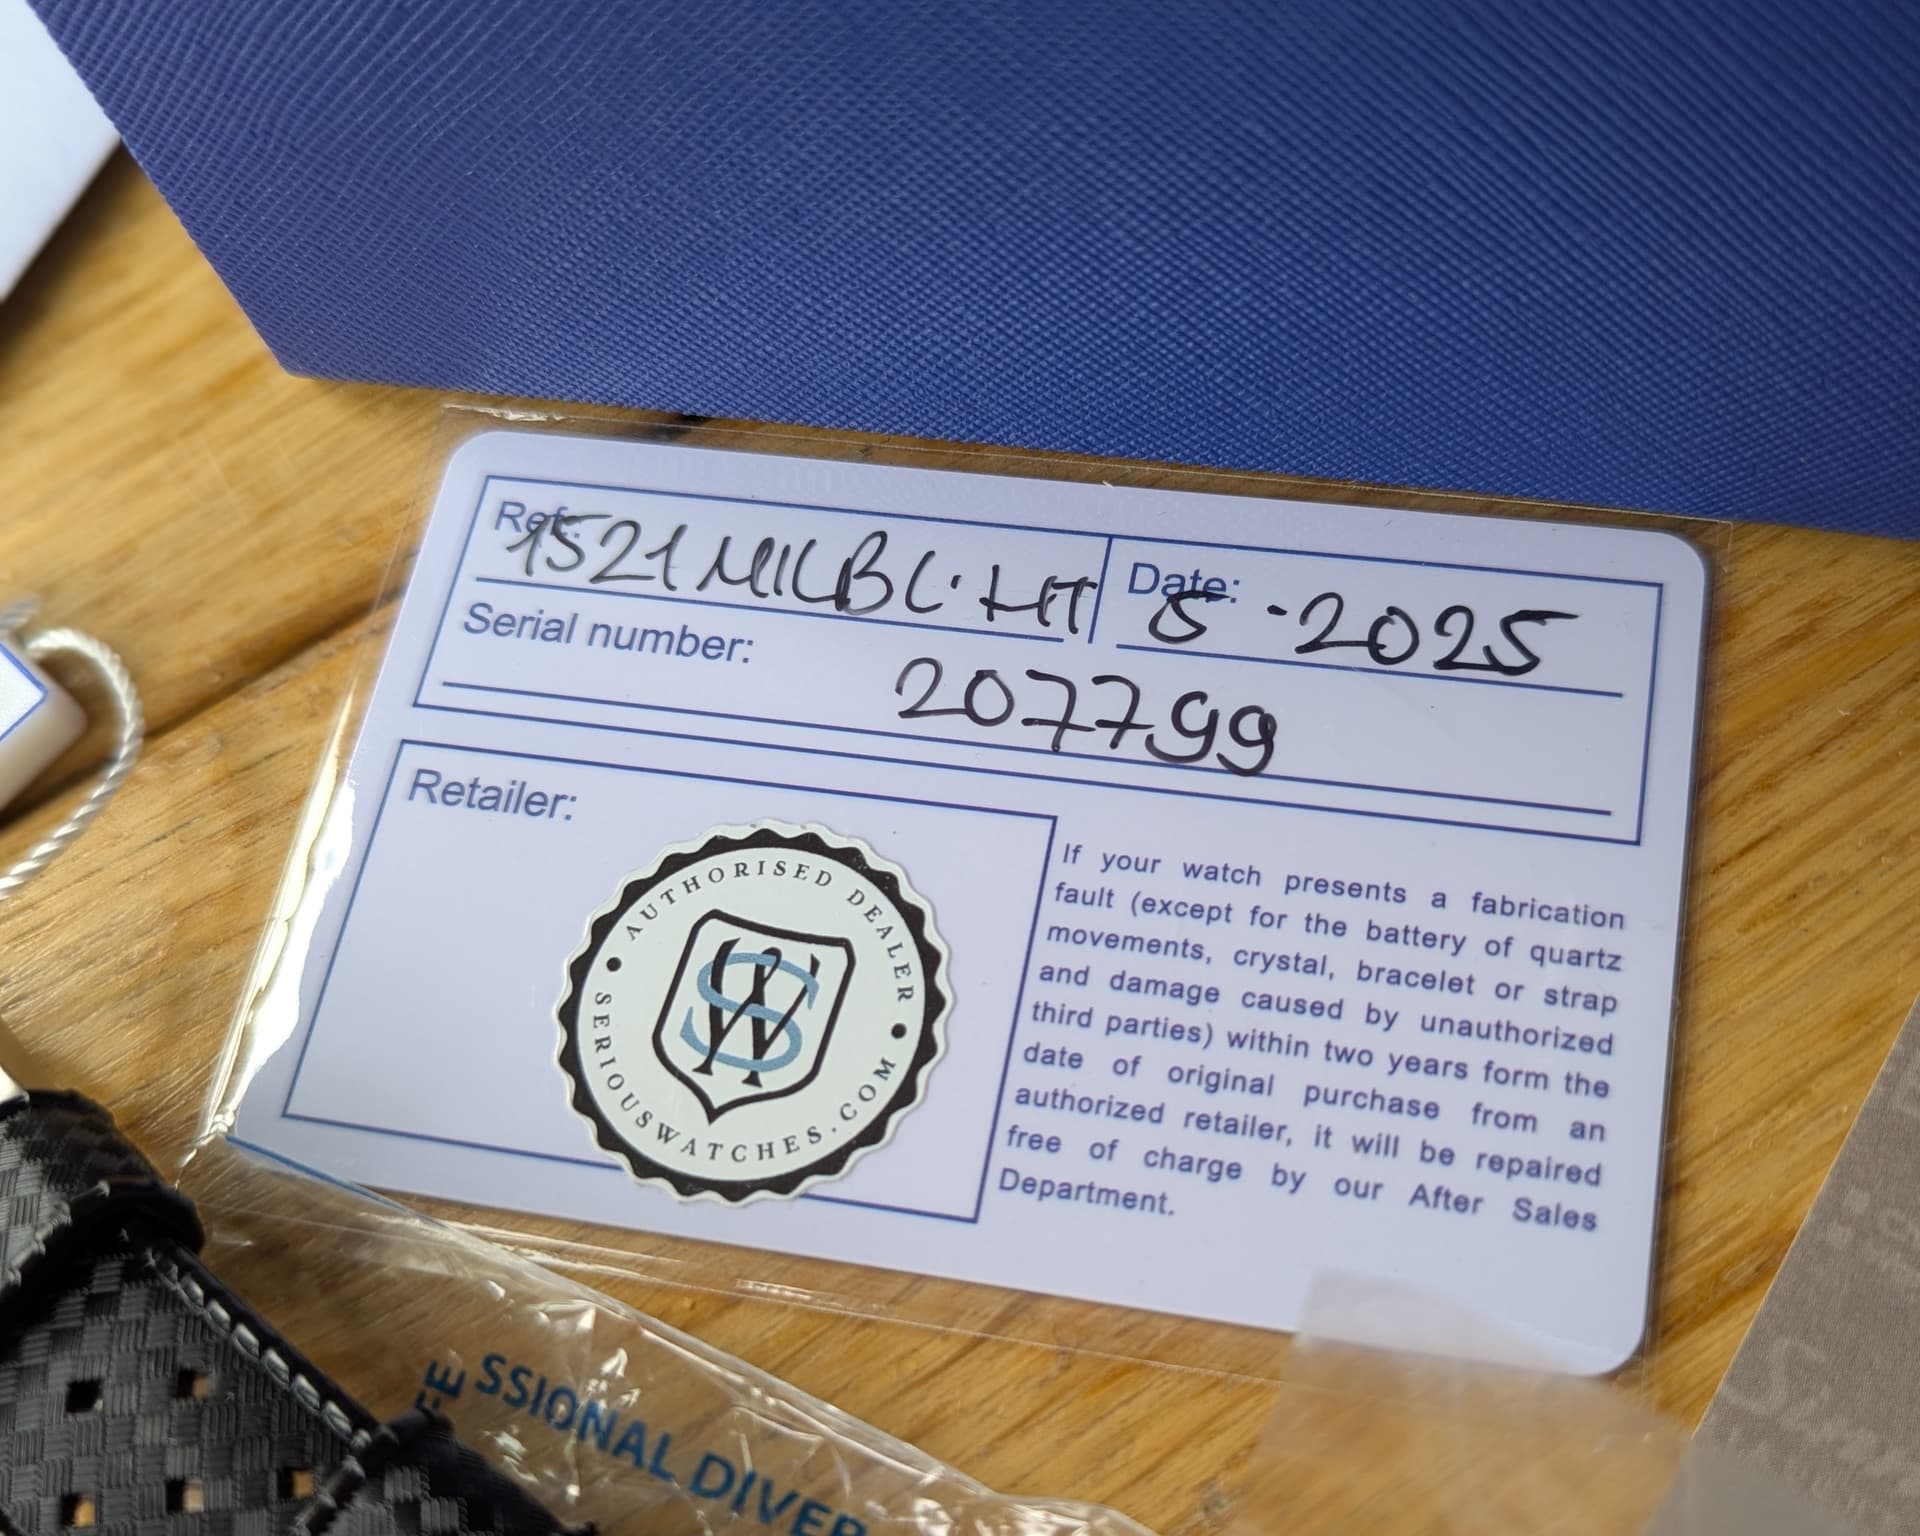 Ref.: 1521MILBL·HT
Date: 5 -2025
Serial number: 207799
Retailer:
AUTHORISED DEALER
SW
SERIOUSWATCHES.COM
If your watch presents a fabrication
fault (except for the battery of quartz
movements, crystal, bracelet or strap
and damage caused by unauthorized
third parties) within two years form the
date of original purchase from an
authorized retailer, it will be repaired
free of charge by our After Sales
Department.
SSIONAL DIVER